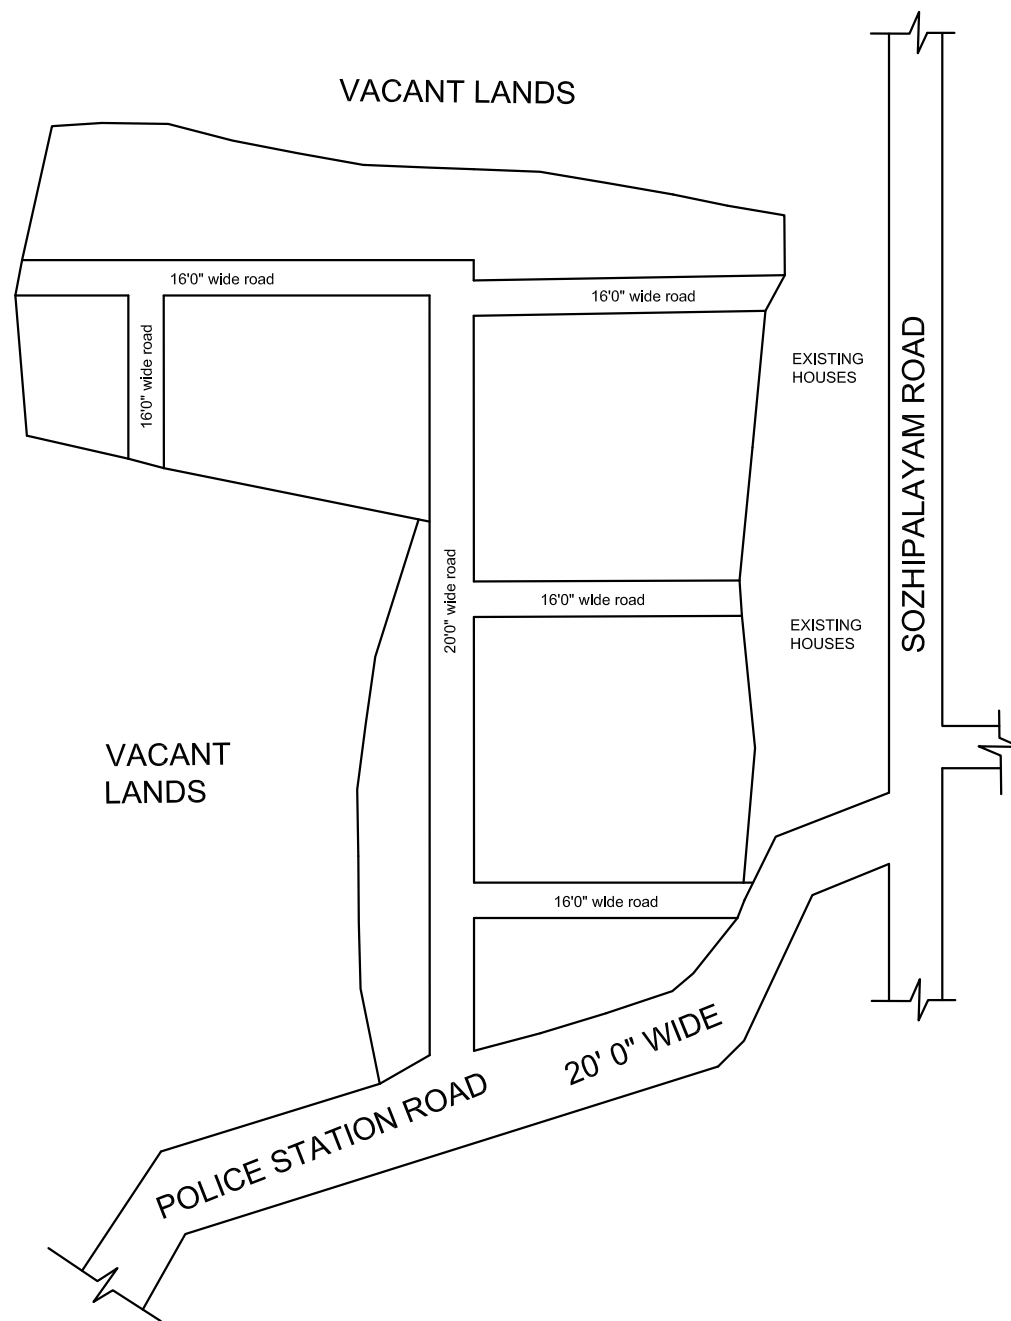 VACANT LANDS
16'0" wide road
16'0" wide road
16'0" wide road
EXISTING
HOUSES
SOZHIPALAYAM ROAD
20'0" wide road
16'0" wide road
EXISTING
HOUSES
VACANT
LANDS
16'0" wide road
POLICE STATION ROAD
20' 0" WIDE